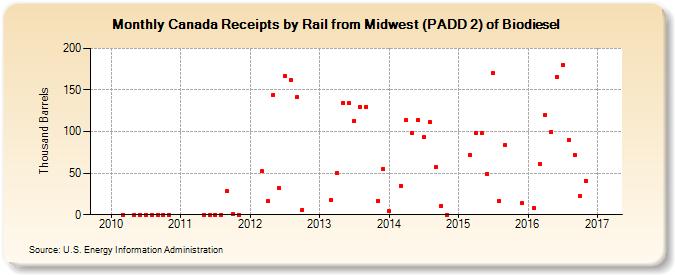 Monthly Canada Receipts by Rail from Midwest (PADD 2) of Biodiesel
Thousand Barrels
200
150
100
50
0
2010 2011 2012 2013 2014 2015 2016 2017
Source: U.S. Energy Information Administration